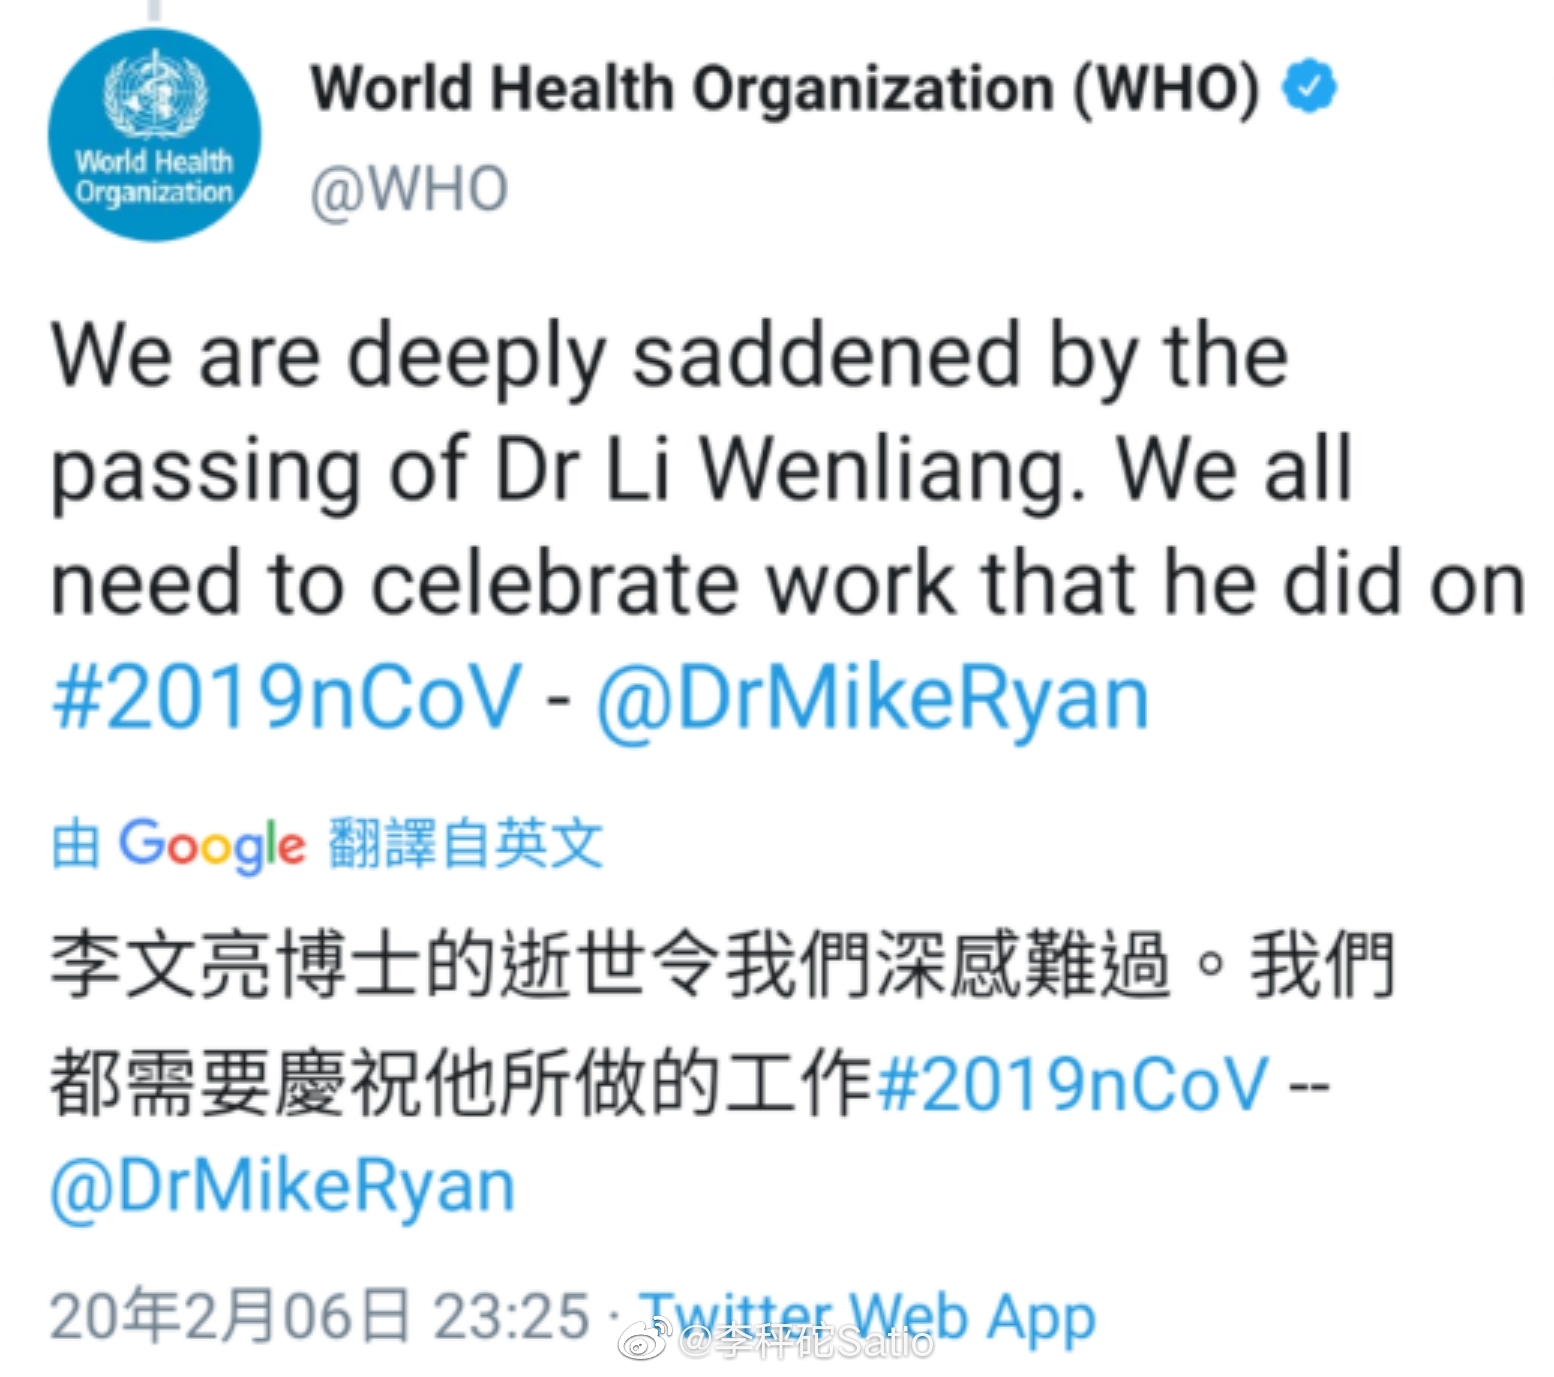 World Health
Organization
World Health Organization (WHO)
@WHO
We are deeply saddened by the
passing of Dr Li Wenliang. We all
need to celebrate work that he did on
#2019nCoV - @DrMikeRyan
由 Google 翻譯自英文
李文亮博士的逝世令我們深感難過。我們
都需要慶祝他所做的工作#2019nCoV --
@DrMikeRyan
20年2月06日 23:25 · Twitter Web App
@李秤砣Satio